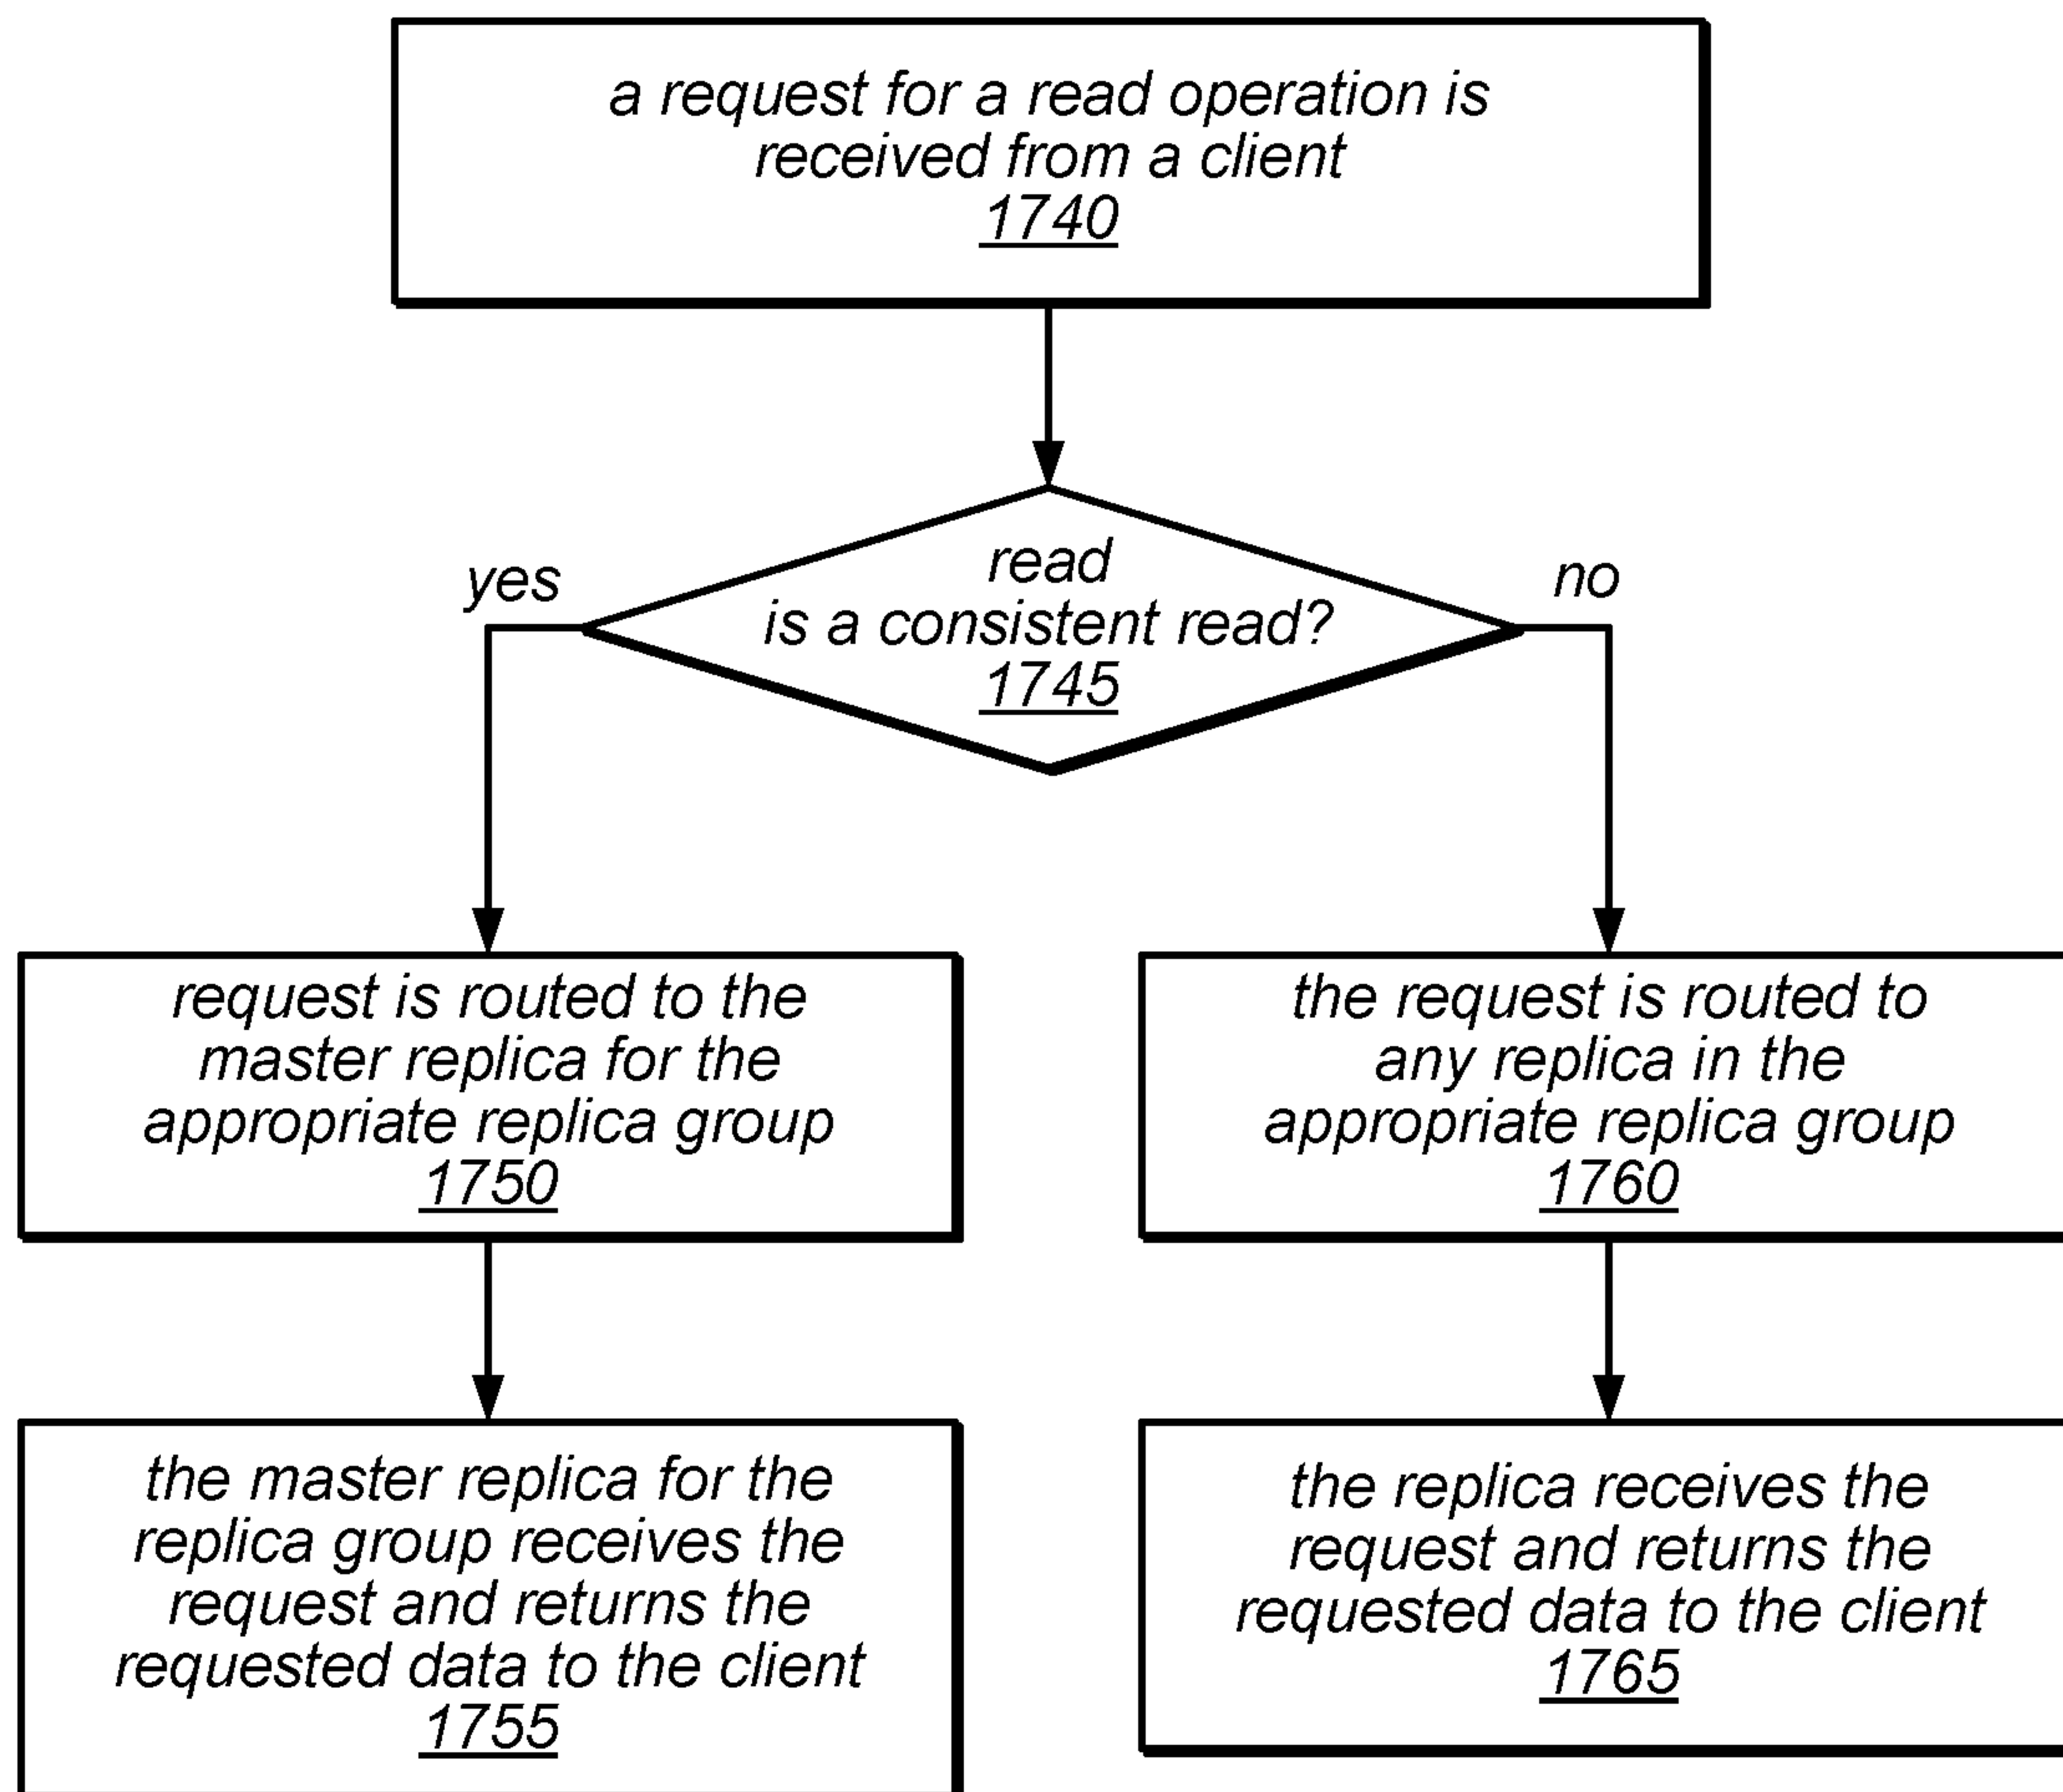 a request for a read operation is
received from a client
1740
yes
no
read
is a consistent read?
1745
request is routed to the
master replica for the
appropriate replica group
1750
the request is routed to
any replica in the
appropriate replica group
1760
the master replica for the
replica group receives the
request and returns the
requested data to the client
1755
the replica receives the
request and returns the
requested data to the client
1765